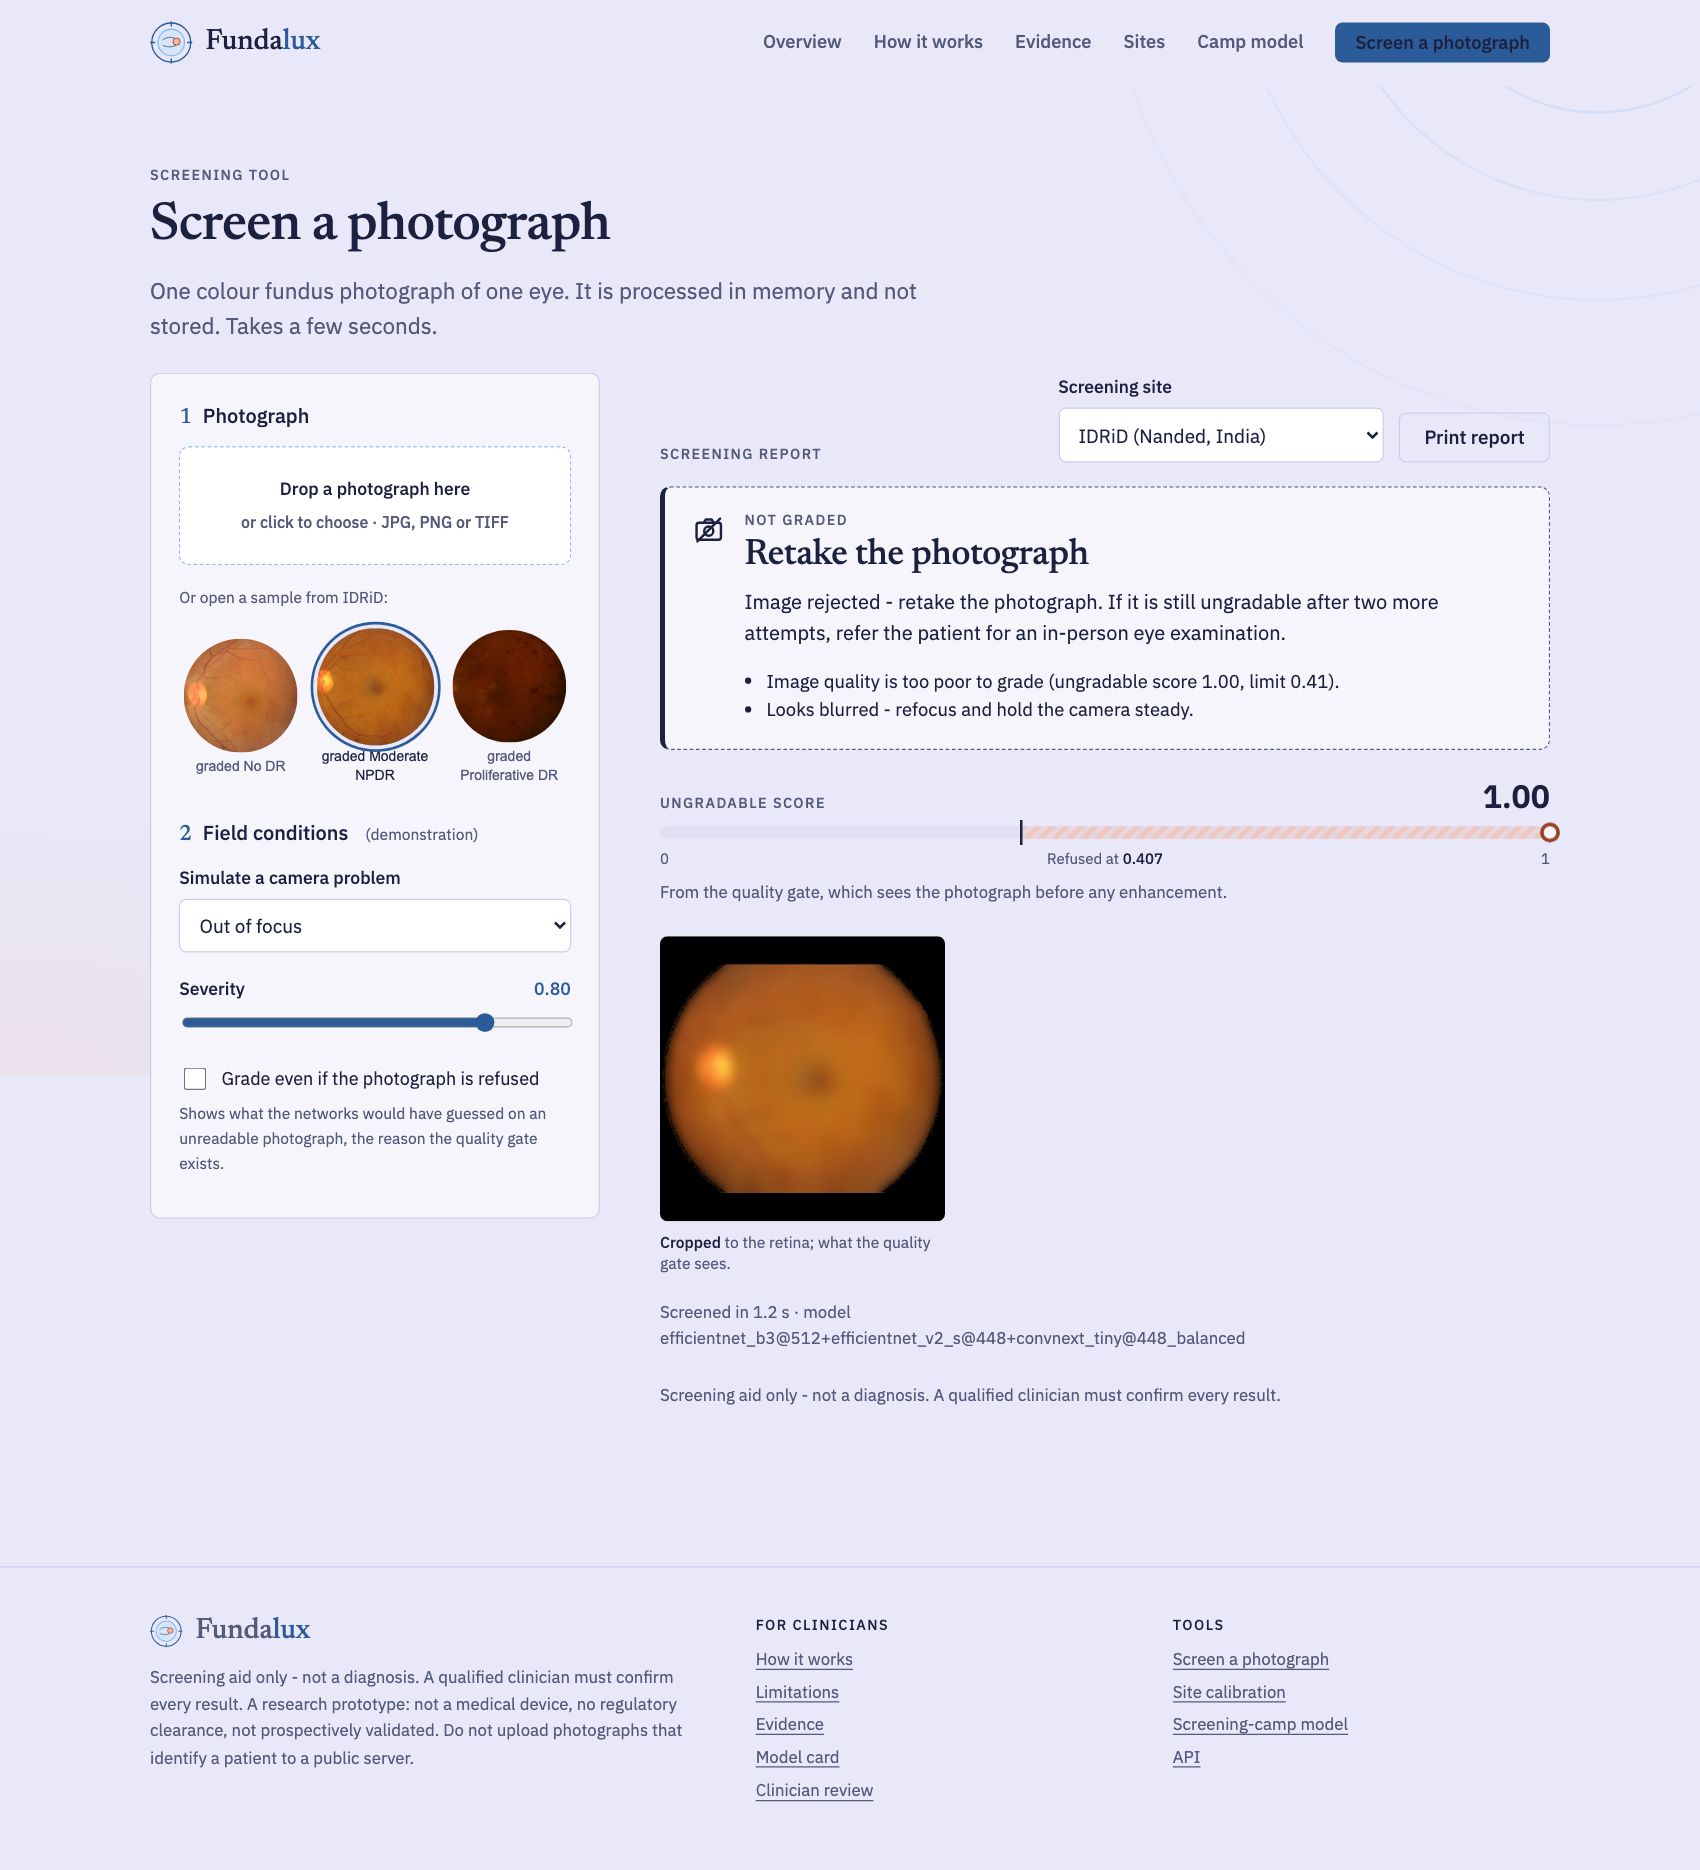 Fundalux
Overview
How it works
Evidence
Sites
Camp model
Screen a photograph
SCREENING TOOL
Screen a photograph
One colour fundus photograph of one eye. It is processed in memory and not
stored. Takes a few seconds.
1 Photograph
Drop a photograph here
or click to choose · JPG, PNG or TIFF
Or open a sample from IDRiD:
graded No DR
graded Moderate
NPDR
graded
Proliferative DR
2 Field conditions (demonstration)
Simulate a camera problem
Out of focus
Severity 0.80
Grade even if the photograph is refused
Shows what the networks would have guessed on an
unreadable photograph, the reason the quality gate
exists.
Screening site
SCREENING REPORT
IDRiD (Nanded, India)
Print report
NOT GRADED
Retake the photograph
Image rejected - retake the photograph. If it is still ungradable after two more
attempts, refer the patient for an in-person eye examination.
• Image quality is too poor to grade (ungradable score 1.00, limit 0.41).
• Looks blurred - refocus and hold the camera steady.
UNGRADABLE SCORE 1.00
0 Refused at 0.407 1
From the quality gate, which sees the photograph before any enhancement.
Cropped to the retina; what the quality
gate sees.
Screened in 1.2 s · model
efficientnet_b3@512+efficientnet_v2_s@448+convnext_tiny@448_balanced
Screening aid only - not a diagnosis. A qualified clinician must confirm every result.
Fundalux
Screening aid only - not a diagnosis. A qualified clinician must confirm
every result. A research prototype: not a medical device, no regulatory
clearance, not prospectively validated. Do not upload photographs that
identify a patient to a public server.
FOR CLINICIANS
How it works
Limitations
Evidence
Model card
Clinician review
TOOLS
Screen a photograph
Site calibration
Screening-camp model
API